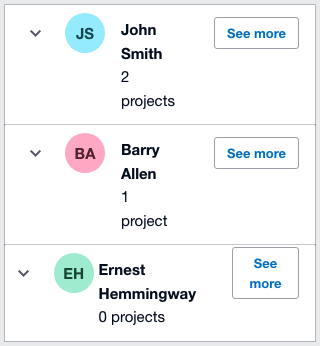 JS
John
Smith
2
projects
See more
BA
Barry
Allen
1
project
See more
EH
Ernest
Hemmingway
0 projects
See
more